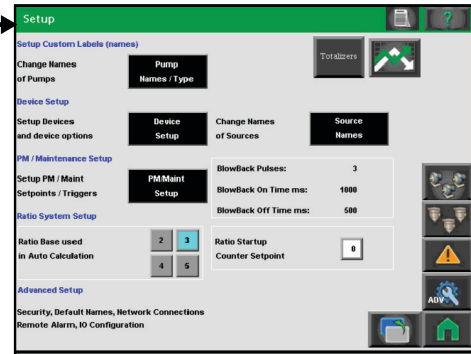 Setup
?
Setup Custom Labels (names)
Change Names
of Pumps
Pump
Names / Type
Totalizers
Device Setup
Setup Devices
and device options
Device
Setup
Change Names
of Sources
Source
Names
PM / Maintenance Setup
Setup PM / Maint
Setpoints / Triggers
PM/Maint
Setup
BlowBack Pulses: 3
BlowBack On Time ms: 1000
BlowBack Off Time ms: 500
Ratio System Setup
Ratio Base used
in Auto Calculation
2 3
4 5
Ratio Startup
Counter Setpoint
0
Advanced Setup
ADV
Security, Default Names, Network Connections
Remote Alarm, IO Configuration